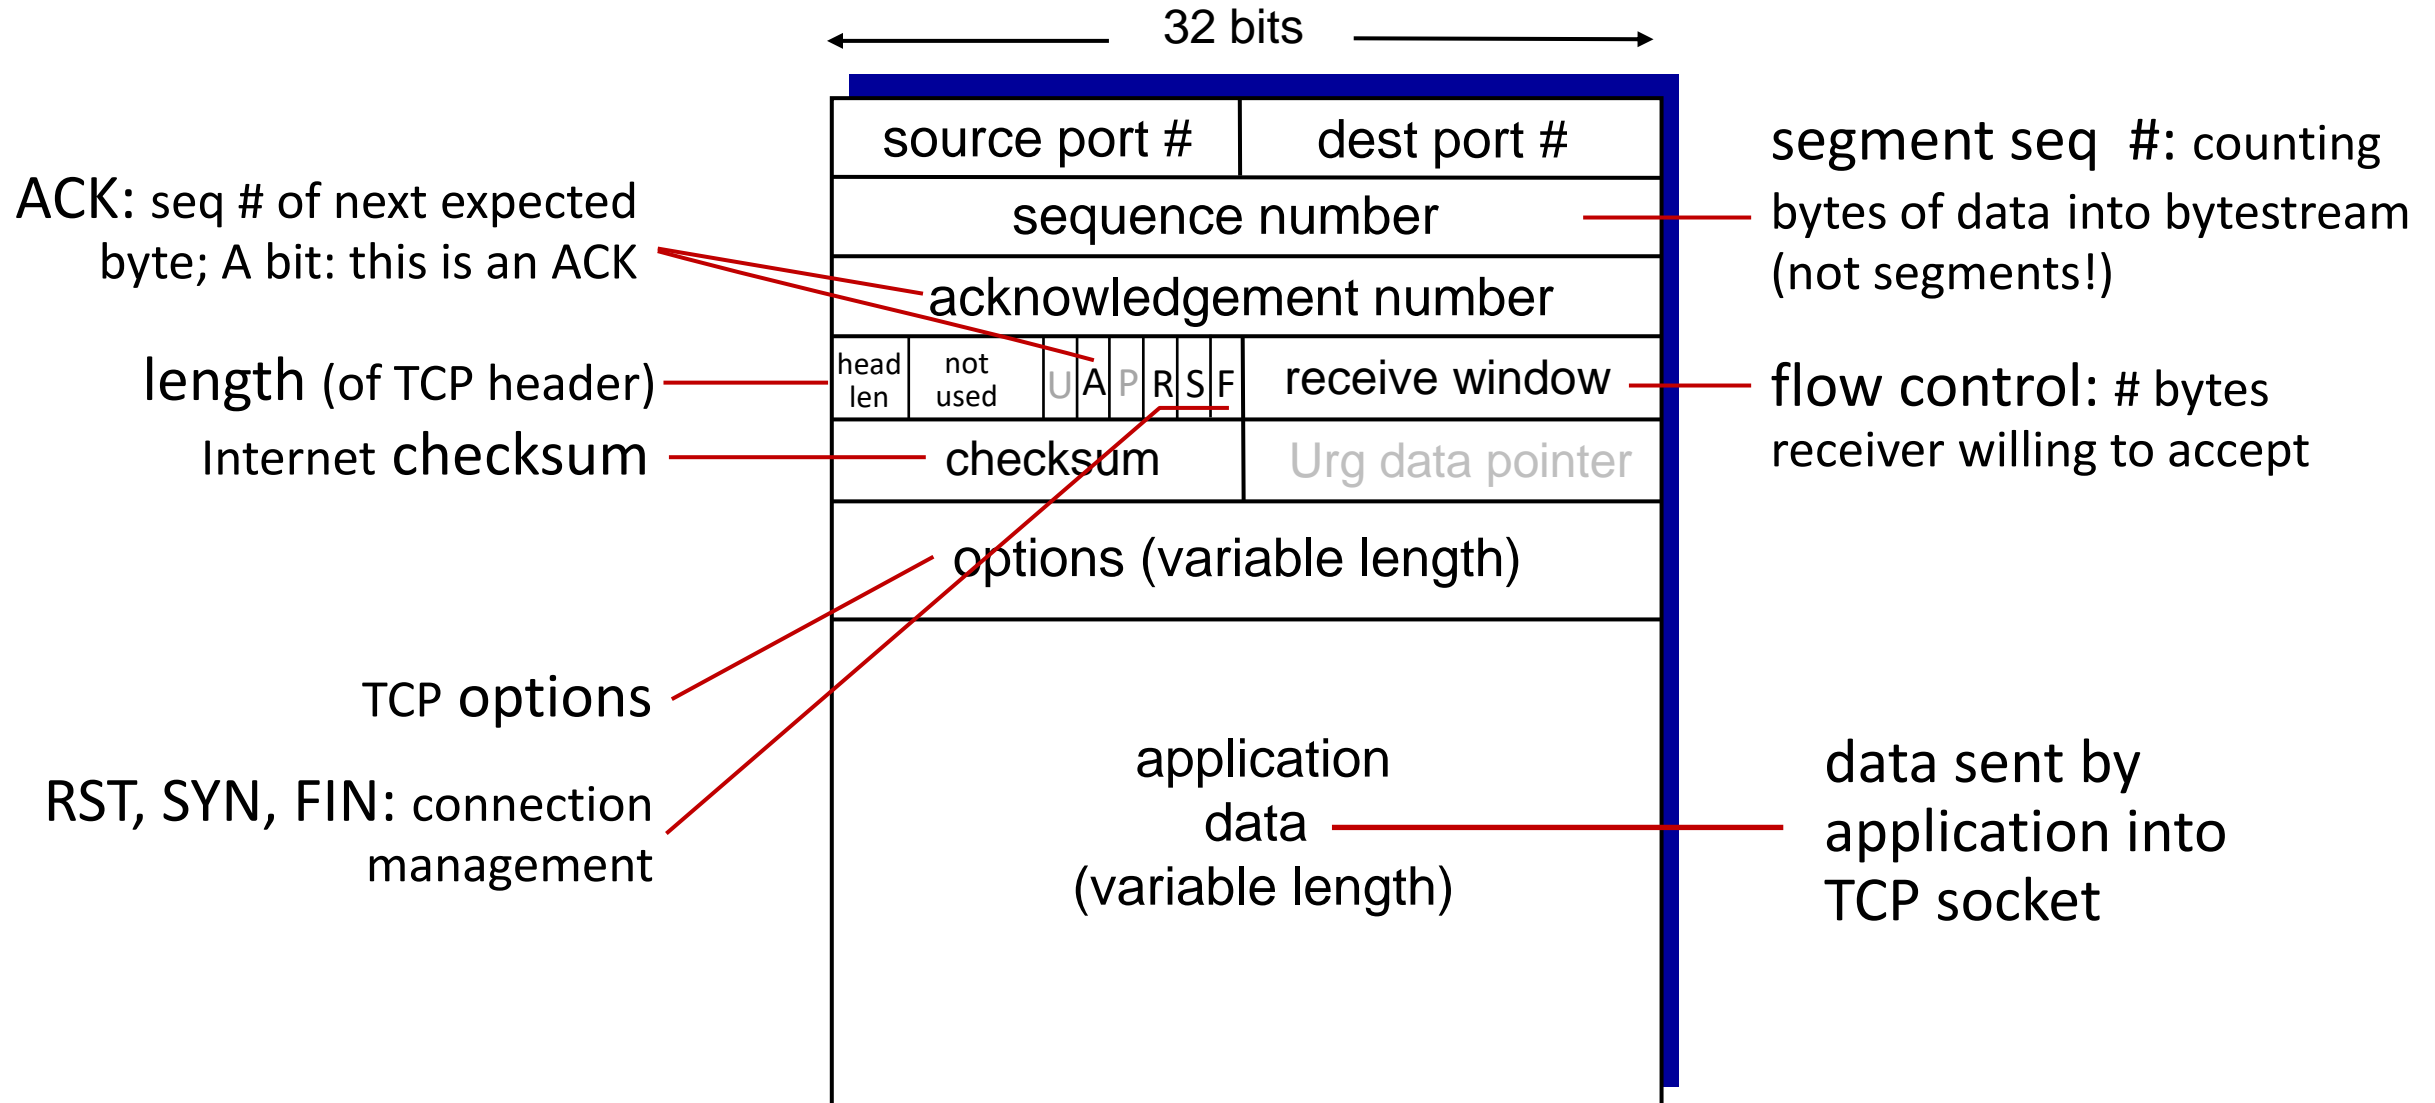 32 bits
source port #
dest port #
sequence number
acknowledgement number
head
len
not
used
U
A
P
R
S
F
receive window
checksum
Urg data pointer
options (variable length)
application
data
(variable length)
ACK: seq # of next expected
byte; A bit: this is an ACK
length (of TCP header)
Internet checksum
TCP options
RST, SYN, FIN: connection
management
segment seq  #: counting
bytes of data into bytestream
(not segments!)
flow control: # bytes
receiver willing to accept
data sent by
application into
TCP socket